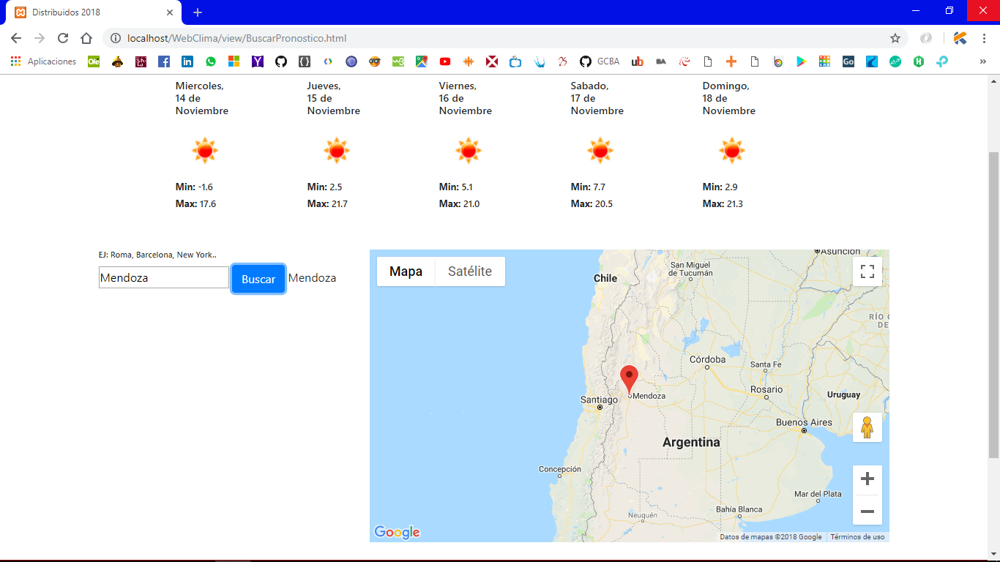 Distribuidos 2018
localhost/WebClima/view/BuscarPronostico.html
Aplicaciones
Olé
GCBA
ub
BA
w3
Go
Miercoles,
14 de
Noviembre
Min: -1.6
Max: 17.6
Jueves,
15 de
Noviembre
Min: 2.5
Max: 21.7
Viernes,
16 de
Noviembre
Min: 5.1
Max: 21.0
Sabado,
17 de
Noviembre
Min: 7.7
Max: 20.5
Domingo,
18 de
Noviembre
Min: 2.9
Max: 21.3
EJ: Roma, Barcelona, New York..
Mendoza
Buscar
Mendoza
Mapa
Satélite
Asunción
San Miguel
de Tucumán
Chile
RÍO
DE
Córdoba
Santa Fe
Mendoza
Rosario
Santiago
Uruguay
Buenos Aires
Argentina
Concepción
Mar del Plata
Bahía Blanca
Neuquén
Google
Datos de mapas ©2018 Google
Términos de uso